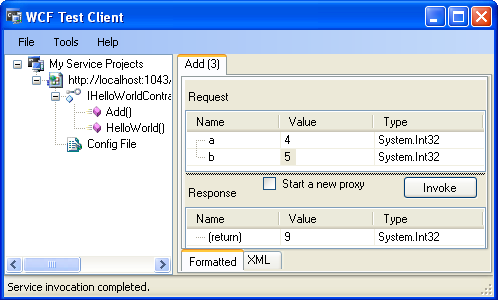 WCF Test Client
File Tools Help
My Service Projects
http://localhost:1043/
IHelloWorldContra
Add()
HelloWorld()
Config File
Add (3)
Request
Name Value Type
a 4 System.Int32
b 5 System.Int32
Start a new proxy Invoke
Response
Name Value Type
(return) 9 System.Int32
Formatted XML
Service invocation completed.